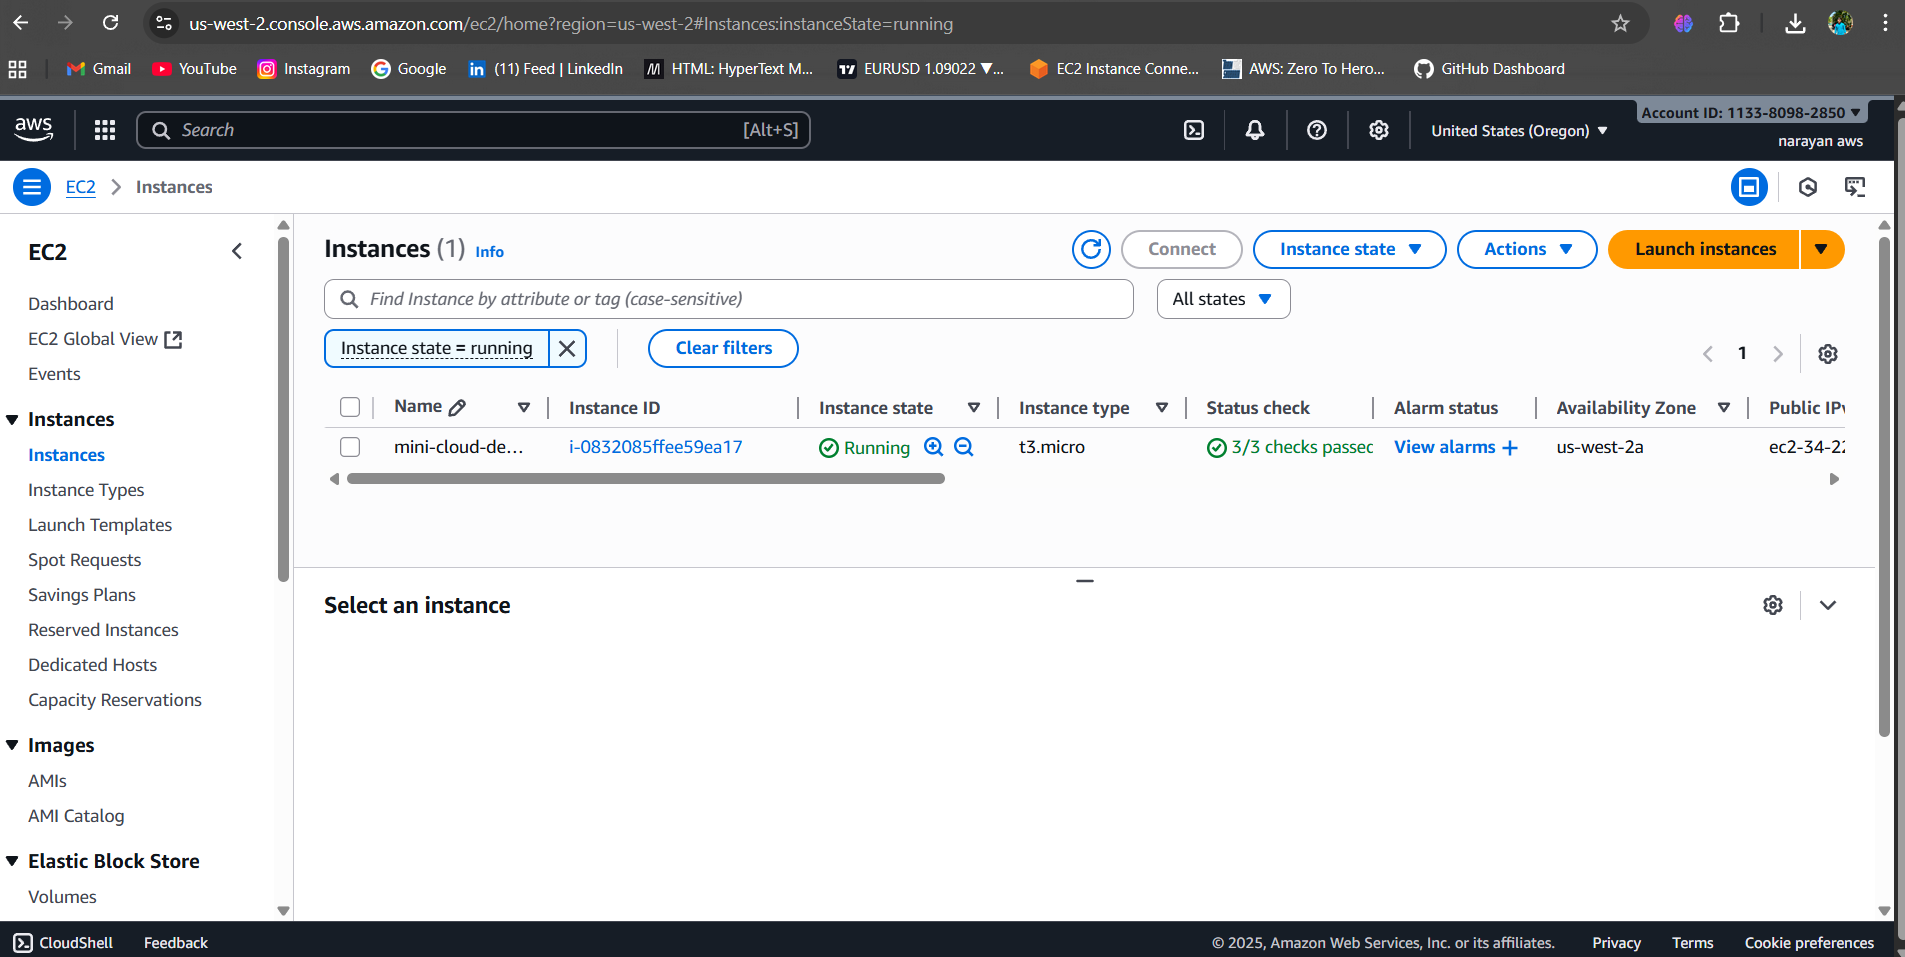 us-west-2.console.aws.amazon.com/ec2/home?region=us-west-2#Instances:instanceState=running
Gmail YouTube Instagram Google (11) Feed | LinkedIn HTML: HyperText M... EURUSD 1.09022 ▼... EC2 Instance Conne... AWS: Zero To Hero... GitHub Dashboard
aws Search [Alt+S] United States (Oregon) ▼ Account ID: 1133-8098-2850 ▼
narayan aws
EC2 > Instances
EC2
Dashboard
EC2 Global View
Events
Instances
Instances
Instance Types
Launch Templates
Spot Requests
Savings Plans
Reserved Instances
Dedicated Hosts
Capacity Reservations
Images
AMIs
AMI Catalog
Elastic Block Store
Volumes
Instances (1) Info Connect Instance state Actions Launch instances
Find Instance by attribute or tag (case-sensitive) All states
Instance state = running Clear filters 1
Name Instance ID Instance state Instance type Status check Alarm status Availability Zone Public IPv
mini-cloud-de... i-0832085ffee59ea17 Running t3.micro 3/3 checks passec View alarms + us-west-2a ec2-34-22
Select an instance
CloudShell Feedback © 2025, Amazon Web Services, Inc. or its affiliates. Privacy Terms Cookie preferences